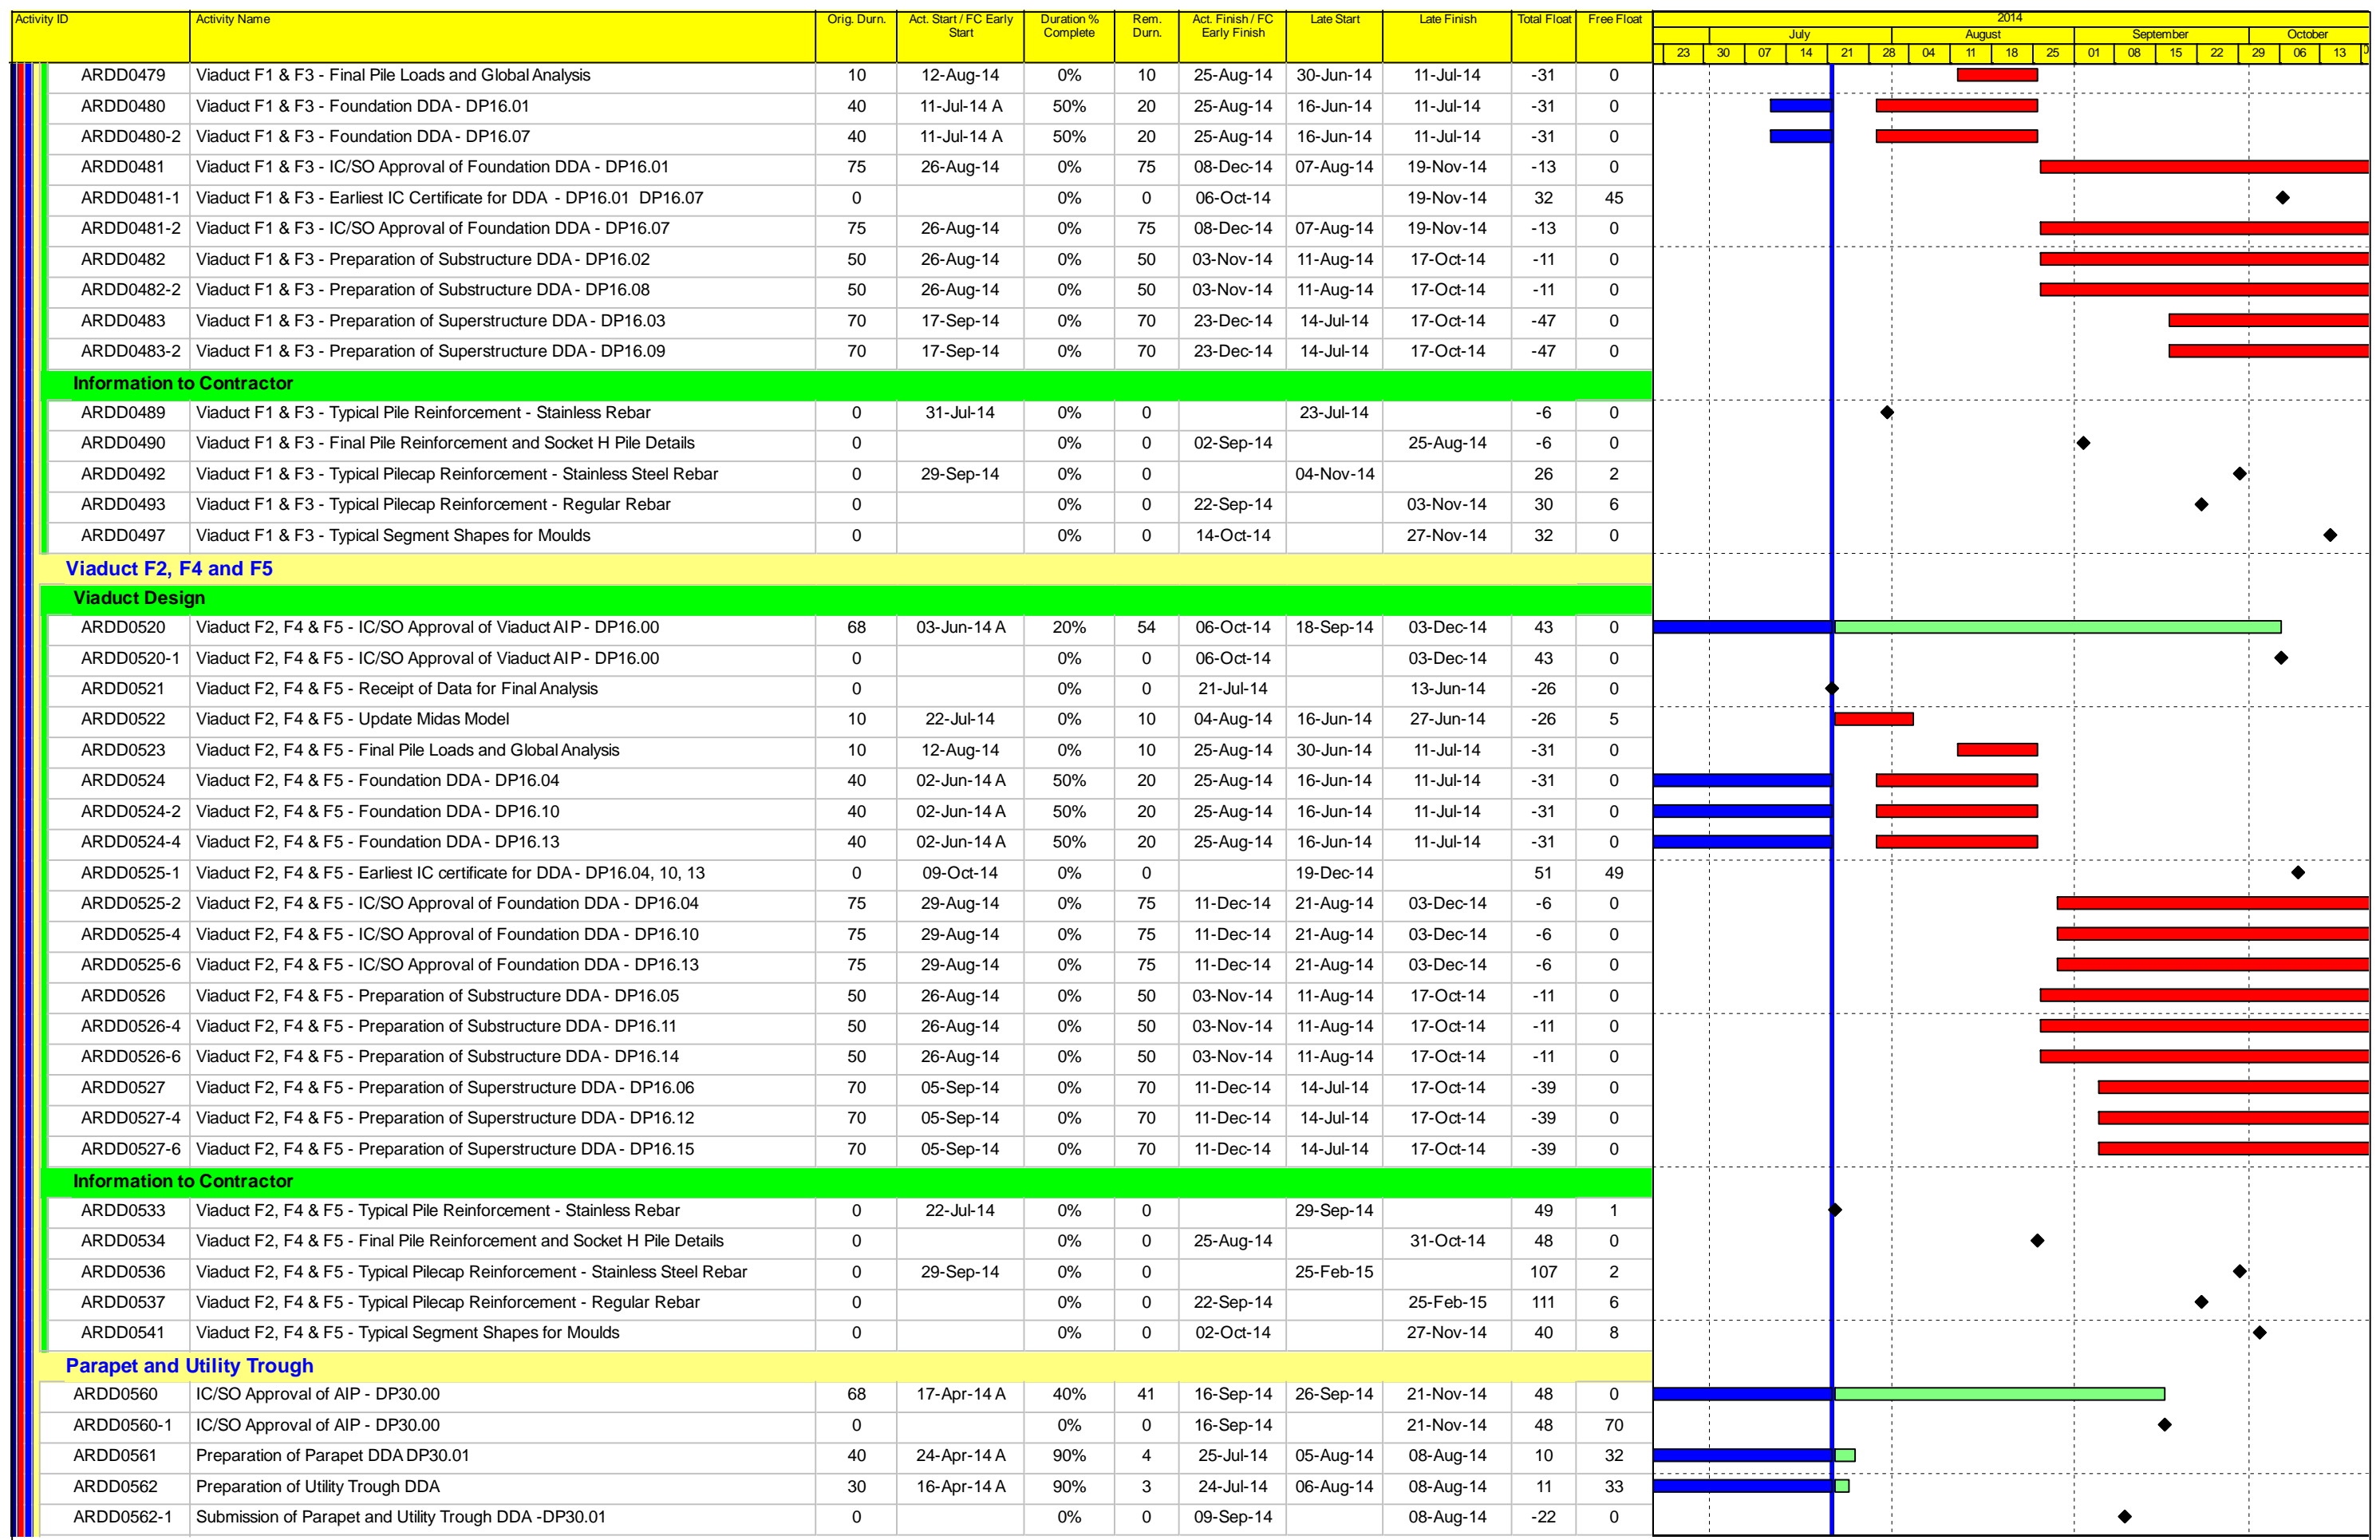 Activity ID Activity Name Orig. Durn. Act. Start / FC Early Start Duration % Complete Rem. Durn. Act. Finish / FC Early Finish Late Start Late Finish Total Float Free Float 2014
July August September October
23 30 07 14 21 28 04 11 18 25 01 08 15 22 29 06 13
ARDD0479 Viaduct F1 & F3 - Final Pile Loads and Global Analysis 10 12-Aug-14 0% 10 25-Aug-14 30-Jun-14 11-Jul-14 -31 0
ARDD0480 Viaduct F1 & F3 - Foundation DDA - DP16.01 40 11-Jul-14 A 50% 20 25-Aug-14 16-Jun-14 11-Jul-14 -31 0
ARDD0480-2 Viaduct F1 & F3 - Foundation DDA - DP16.07 40 11-Jul-14 A 50% 20 25-Aug-14 16-Jun-14 11-Jul-14 -31 0
ARDD0481 Viaduct F1 & F3 - IC/SO Approval of Foundation DDA - DP16.01 75 26-Aug-14 0% 75 08-Dec-14 07-Aug-14 19-Nov-14 -13 0
ARDD0481-1 Viaduct F1 & F3 - Earliest IC Certificate for DDA - DP16.01 DP16.07 0 0% 0 06-Oct-14 19-Nov-14 32 45
ARDD0481-2 Viaduct F1 & F3 - IC/SO Approval of Foundation DDA - DP16.07 75 26-Aug-14 0% 75 08-Dec-14 07-Aug-14 19-Nov-14 -13 0
ARDD0482 Viaduct F1 & F3 - Preparation of Substructure DDA - DP16.02 50 26-Aug-14 0% 50 03-Nov-14 11-Aug-14 17-Oct-14 -11 0
ARDD0482-2 Viaduct F1 & F3 - Preparation of Substructure DDA - DP16.08 50 26-Aug-14 0% 50 03-Nov-14 11-Aug-14 17-Oct-14 -11 0
ARDD0483 Viaduct F1 & F3 - Preparation of Superstructure DDA - DP16.03 70 17-Sep-14 0% 70 23-Dec-14 14-Jul-14 17-Oct-14 -47 0
ARDD0483-2 Viaduct F1 & F3 - Preparation of Superstructure DDA - DP16.09 70 17-Sep-14 0% 70 23-Dec-14 14-Jul-14 17-Oct-14 -47 0
Information to Contractor
ARDD0489 Viaduct F1 & F3 - Typical Pile Reinforcement - Stainless Rebar 0 31-Jul-14 0% 0 23-Jul-14 -6 0
ARDD0490 Viaduct F1 & F3 - Final Pile Reinforcement and Socket H Pile Details 0 0% 0 02-Sep-14 25-Aug-14 -6 0
ARDD0492 Viaduct F1 & F3 - Typical Pilecap Reinforcement - Stainless Steel Rebar 0 29-Sep-14 0% 0 04-Nov-14 26 2
ARDD0493 Viaduct F1 & F3 - Typical Pilecap Reinforcement - Regular Rebar 0 0% 0 22-Sep-14 03-Nov-14 30 6
ARDD0497 Viaduct F1 & F3 - Typical Segment Shapes for Moulds 0 0% 0 14-Oct-14 27-Nov-14 32 0
Viaduct F2, F4 and F5
Viaduct Design
ARDD0520 Viaduct F2, F4 & F5 - IC/SO Approval of Viaduct AIP - DP16.00 68 03-Jun-14 A 20% 54 06-Oct-14 18-Sep-14 03-Dec-14 43 0
ARDD0520-1 Viaduct F2, F4 & F5 - IC/SO Approval of Viaduct AIP - DP16.00 0 0% 0 06-Oct-14 03-Dec-14 43 0
ARDD0521 Viaduct F2, F4 & F5 - Receipt of Data for Final Analysis 0 0% 0 21-Jul-14 13-Jun-14 -26 0
ARDD0522 Viaduct F2, F4 & F5 - Update Midas Model 10 22-Jul-14 0% 10 04-Aug-14 16-Jun-14 27-Jun-14 -26 5
ARDD0523 Viaduct F2, F4 & F5 - Final Pile Loads and Global Analysis 10 12-Aug-14 0% 10 25-Aug-14 30-Jun-14 11-Jul-14 -31 0
ARDD0524 Viaduct F2, F4 & F5 - Foundation DDA - DP16.04 40 02-Jun-14 A 50% 20 25-Aug-14 16-Jun-14 11-Jul-14 -31 0
ARDD0524-2 Viaduct F2, F4 & F5 - Foundation DDA - DP16.10 40 02-Jun-14 A 50% 20 25-Aug-14 16-Jun-14 11-Jul-14 -31 0
ARDD0524-4 Viaduct F2, F4 & F5 - Foundation DDA - DP16.13 40 02-Jun-14 A 50% 20 25-Aug-14 16-Jun-14 11-Jul-14 -31 0
ARDD0525-1 Viaduct F2, F4 & F5 - Earliest IC certificate for DDA - DP16.04, 10, 13 0 09-Oct-14 0% 0 19-Dec-14 51 49
ARDD0525-2 Viaduct F2, F4 & F5 - IC/SO Approval of Foundation DDA - DP16.04 75 29-Aug-14 0% 75 11-Dec-14 21-Aug-14 03-Dec-14 -6 0
ARDD0525-4 Viaduct F2, F4 & F5 - IC/SO Approval of Foundation DDA - DP16.10 75 29-Aug-14 0% 75 11-Dec-14 21-Aug-14 03-Dec-14 -6 0
ARDD0525-6 Viaduct F2, F4 & F5 - IC/SO Approval of Foundation DDA - DP16.13 75 29-Aug-14 0% 75 11-Dec-14 21-Aug-14 03-Dec-14 -6 0
ARDD0526 Viaduct F2, F4 & F5 - Preparation of Substructure DDA - DP16.05 50 26-Aug-14 0% 50 03-Nov-14 11-Aug-14 17-Oct-14 -11 0
ARDD0526-4 Viaduct F2, F4 & F5 - Preparation of Substructure DDA - DP16.11 50 26-Aug-14 0% 50 03-Nov-14 11-Aug-14 17-Oct-14 -11 0
ARDD0526-6 Viaduct F2, F4 & F5 - Preparation of Substructure DDA - DP16.14 50 26-Aug-14 0% 50 03-Nov-14 11-Aug-14 17-Oct-14 -11 0
ARDD0527 Viaduct F2, F4 & F5 - Preparation of Superstructure DDA - DP16.06 70 05-Sep-14 0% 70 11-Dec-14 14-Jul-14 17-Oct-14 -39 0
ARDD0527-4 Viaduct F2, F4 & F5 - Preparation of Superstructure DDA - DP16.12 70 05-Sep-14 0% 70 11-Dec-14 14-Jul-14 17-Oct-14 -39 0
ARDD0527-6 Viaduct F2, F4 & F5 - Preparation of Superstructure DDA - DP16.15 70 05-Sep-14 0% 70 11-Dec-14 14-Jul-14 17-Oct-14 -39 0
Information to Contractor
ARDD0533 Viaduct F2, F4 & F5 - Typical Pile Reinforcement - Stainless Rebar 0 22-Jul-14 0% 0 29-Sep-14 49 1
ARDD0534 Viaduct F2, F4 & F5 - Final Pile Reinforcement and Socket H Pile Details 0 0% 0 25-Aug-14 31-Oct-14 48 0
ARDD0536 Viaduct F2, F4 & F5 - Typical Pilecap Reinforcement - Stainless Steel Rebar 0 29-Sep-14 0% 0 25-Feb-15 107 2
ARDD0537 Viaduct F2, F4 & F5 - Typical Pilecap Reinforcement - Regular Rebar 0 0% 0 22-Sep-14 25-Feb-15 111 6
ARDD0541 Viaduct F2, F4 & F5 - Typical Segment Shapes for Moulds 0 0% 0 02-Oct-14 27-Nov-14 40 8
Parapet and Utility Trough
ARDD0560 IC/SO Approval of AIP - DP30.00 68 17-Apr-14 A 40% 41 16-Sep-14 26-Sep-14 21-Nov-14 48 0
ARDD0560-1 IC/SO Approval of AIP - DP30.00 0 0% 0 16-Sep-14 21-Nov-14 48 70
ARDD0561 Preparation of Parapet DDA DP30.01 40 24-Apr-14 A 90% 4 25-Jul-14 05-Aug-14 08-Aug-14 10 32
ARDD0562 Preparation of Utility Trough DDA 30 16-Apr-14 A 90% 3 24-Jul-14 06-Aug-14 08-Aug-14 11 33
ARDD0562-1 Submission of Parapet and Utility Trough DDA -DP30.01 0 0% 0 09-Sep-14 08-Aug-14 -22 0